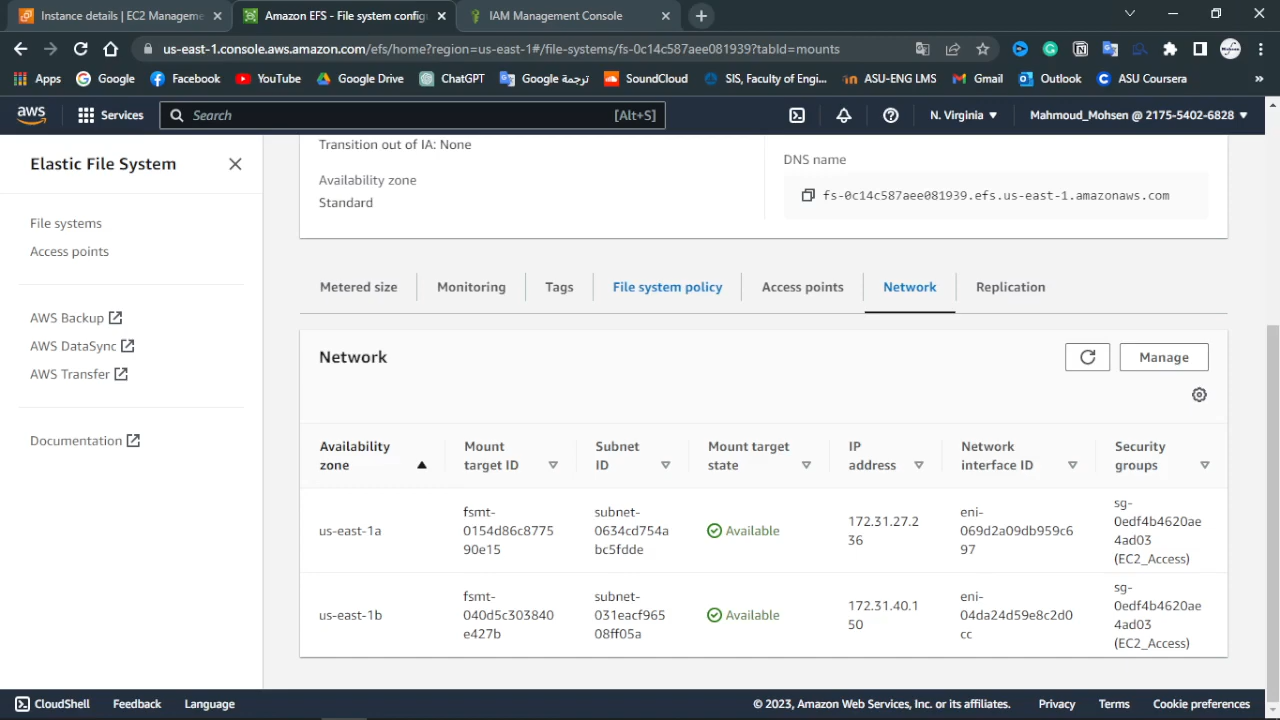 Instance details | EC2 Manageme
Amazon EFS - File system configu
IAM Management Console
us-east-1.console.aws.amazon.com/efs/home?region=us-east-1#/file-systems/fs-0c14c587aee081939?tabId=mounts
Apps Google Facebook YouTube Google Drive ChatGPT Google ترجمة SoundCloud SIS, Faculty of Engi... ASU-ENG LMS Gmail Outlook ASU Coursera »
aws Services Search [Alt+S] N. Virginia Mahmoud_Mohsen @ 2175-5402-6828
Elastic File System
File systems
Access points
AWS Backup
AWS DataSync
AWS Transfer
Documentation
Transition out of IA: None
Availability zone
Standard
DNS name
fs-0c14c587aee081939.efs.us-east-1.amazonaws.com
Metered size Monitoring Tags File system policy Access points Network Replication
Network
Manage
Availability zone
Mount target ID
Subnet ID
Mount target state
IP address
Network interface ID
Security groups
us-east-1a
fsmt-
0154d86c8775
90e15
subnet-
0634cd754a
bc5fdde
Available
172.31.27.2
36
eni-
069d2a09db959c6
97
sg-
0edf4b4620ae
4ad03
(EC2_Access)
us-east-1b
fsmt-
040d5c303840
e427b
subnet-
031eacf965
08ff05a
Available
172.31.40.1
50
eni-
04da24d59e8c2d0
cc
sg-
0edf4b4620ae
4ad03
(EC2_Access)
CloudShell Feedback Language © 2023, Amazon Web Services, Inc. or its affiliates. Privacy Terms Cookie preferences